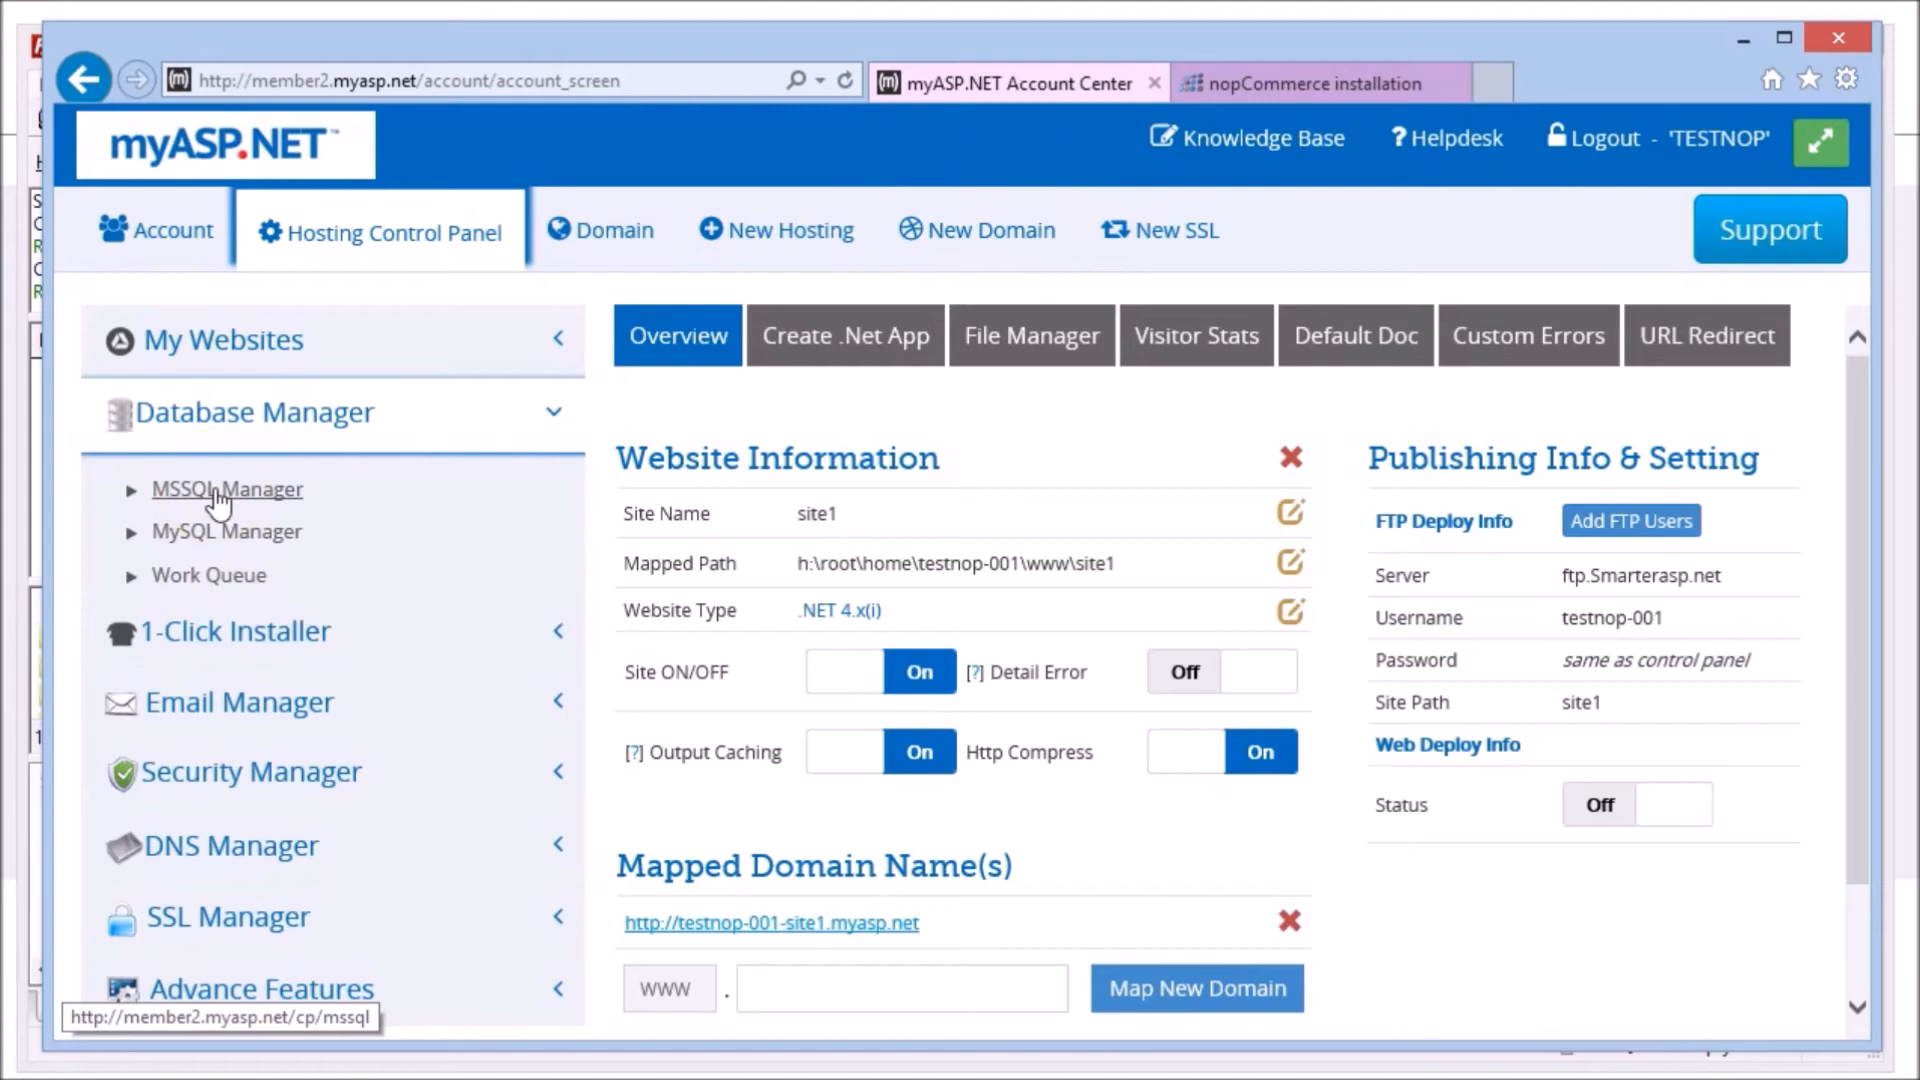 http://member2.myasp.net/account/account_screen
(m) myASP.NET Account Center
nopCommerce installation
myASP.NET™
Knowledge Base
? Helpdesk
Logout - 'TESTNOP'
Account
Hosting Control Panel
Domain
New Hosting
New Domain
New SSL
Support
My Websites
Database Manager
MSSQL Manager
MySQL Manager
Work Queue
1-Click Installer
Email Manager
Security Manager
DNS Manager
SSL Manager
Advance Features
http://member2.myasp.net/cp/mssql
Overview
Create .Net App
File Manager
Visitor Stats
Default Doc
Custom Errors
URL Redirect
Website Information
Site Name site1
Mapped Path h:\root\home\testnop-001\www\site1
Website Type .NET 4.x(i)
Site ON/OFF On [?] Detail Error Off
[?] Output Caching On Http Compress On
Mapped Domain Name(s)
http://testnop-001-site1.myasp.net
www . Map New Domain
Publishing Info & Setting
FTP Deploy Info Add FTP Users
Server ftp.Smarterasp.net
Username testnop-001
Password same as control panel
Site Path site1
Web Deploy Info
Status Off